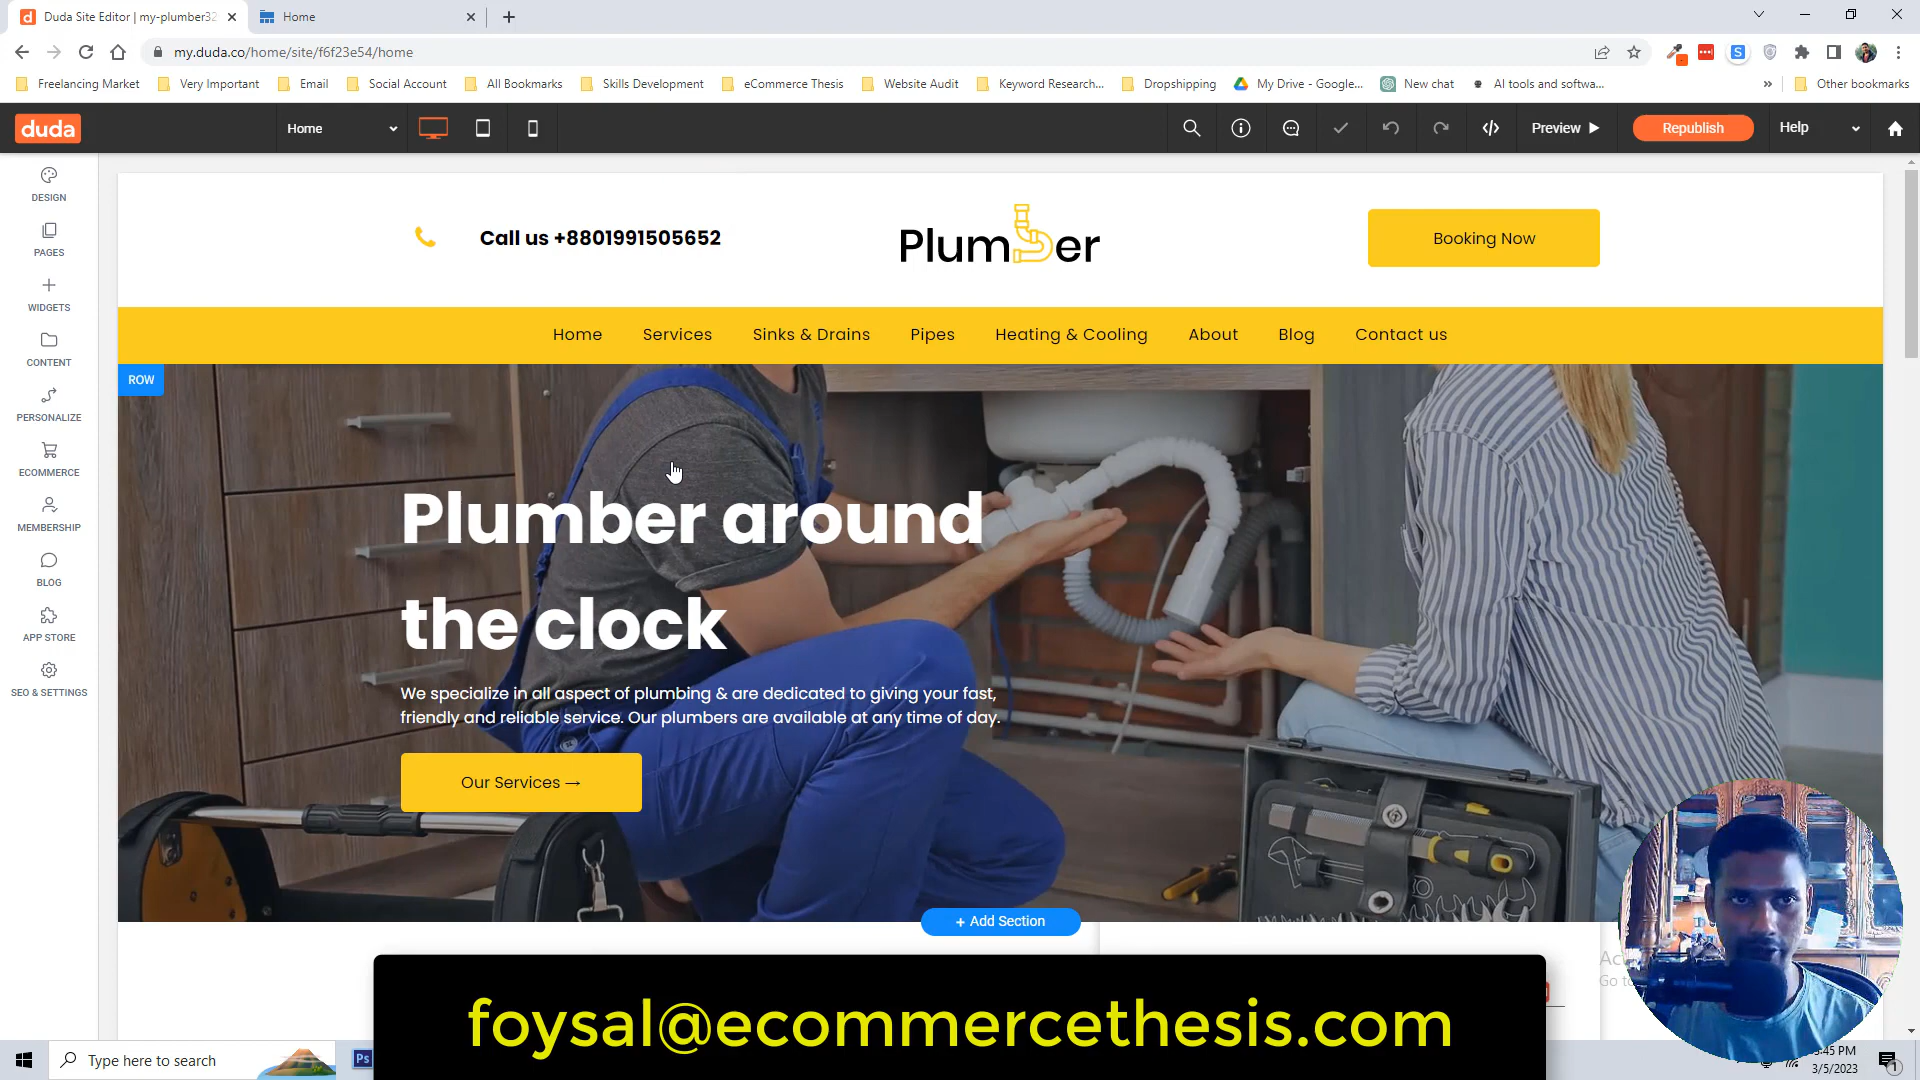 Duda Site Editor | my-plumber32
Home
my.duda.co/home/site/f6f23e54/home
Freelancing Market
Very Important
Email
Social Account
All Bookmarks
Skills Development
eCommerce Thesis
Website Audit
Keyword Research...
Dropshipping
My Drive - Google...
New chat
AI tools and softwa...
Other bookmarks
duda
Home
Preview
Republish
Help
DESIGN
PAGES
WIDGETS
CONTENT
PERSONALIZE
ECOMMERCE
MEMBERSHIP
BLOG
APP STORE
SEO & SETTINGS
Call us +8801991505652
Plumber
Booking Now
Home
Services
Sinks & Drains
Pipes
Heating & Cooling
About
Blog
Contact us
ROW
Plumber around
the clock
We specialize in all aspect of plumbing & are dedicated to giving your fast,
friendly and reliable service. Our plumbers are available at any time of day.
Our Services →
+ Add Section
foysal@ecommercethesis.com
Type here to search
Ps
3/5/2023
1